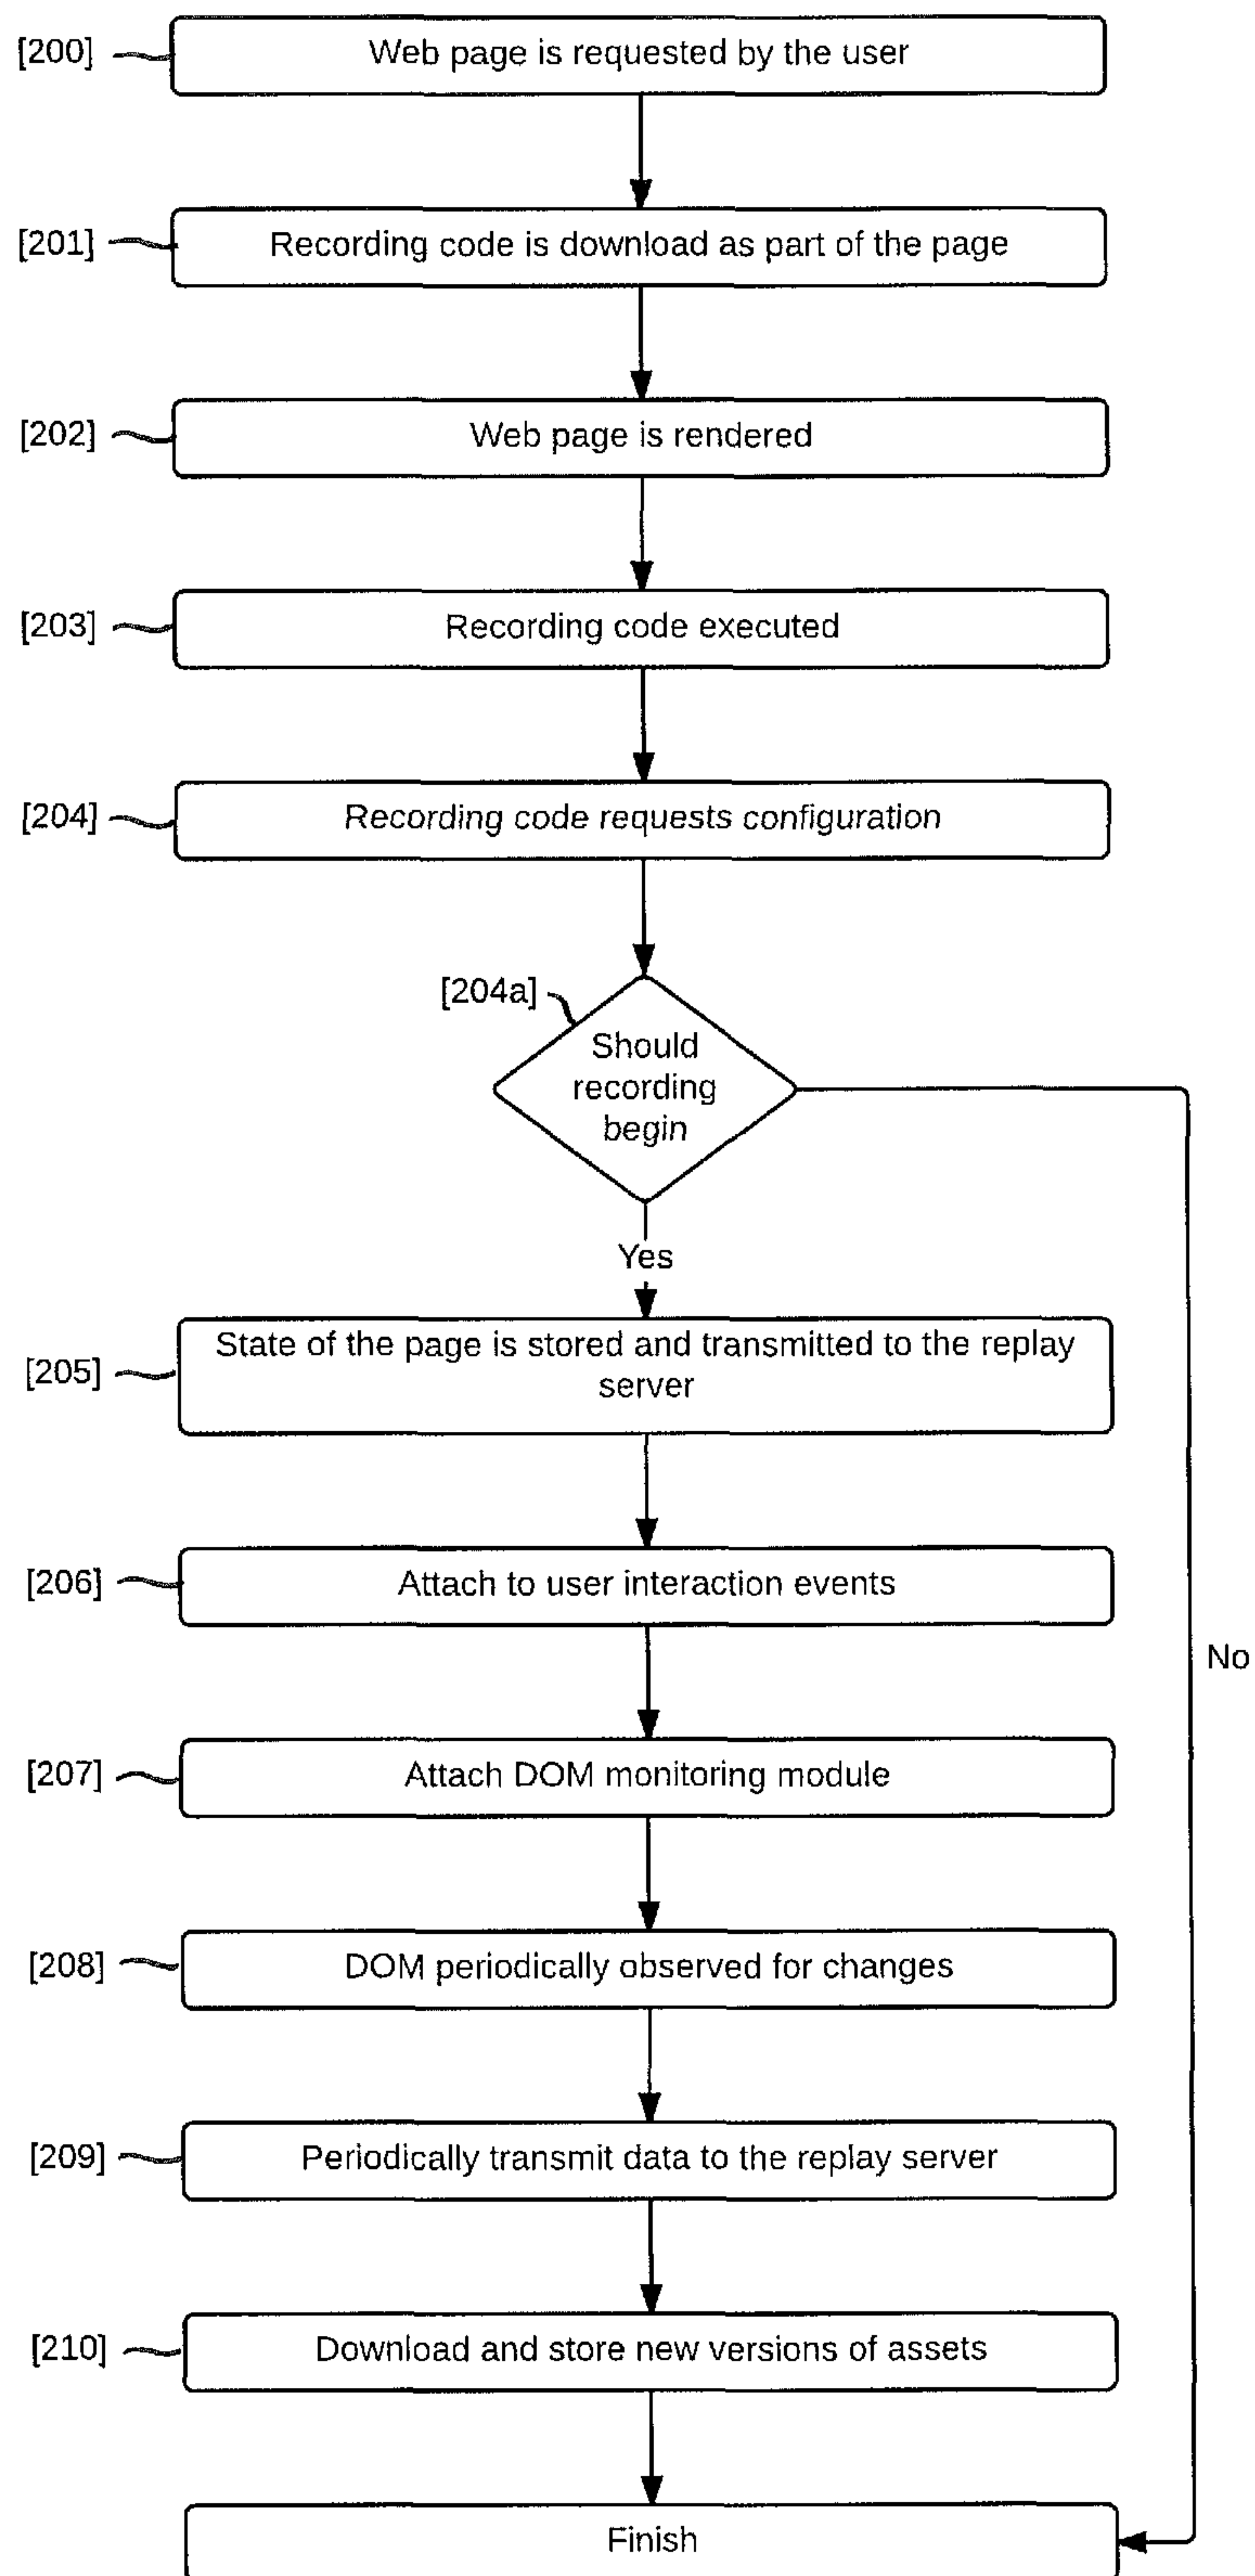 [200] Web page is requested by the user
[201] Recording code is download as part of the page
[202] Web page is rendered
[203] Recording code executed
[204] Recording code requests configuration
[204a]
Should
recording
begin
Yes
[205] State of the page is stored and transmitted to the replay
server
[206] Attach to user interaction events
No
[207] Attach DOM monitoring module
[208] DOM periodically observed for changes
[209] Periodically transmit data to the replay server
[210] Download and store new versions of assets
Finish